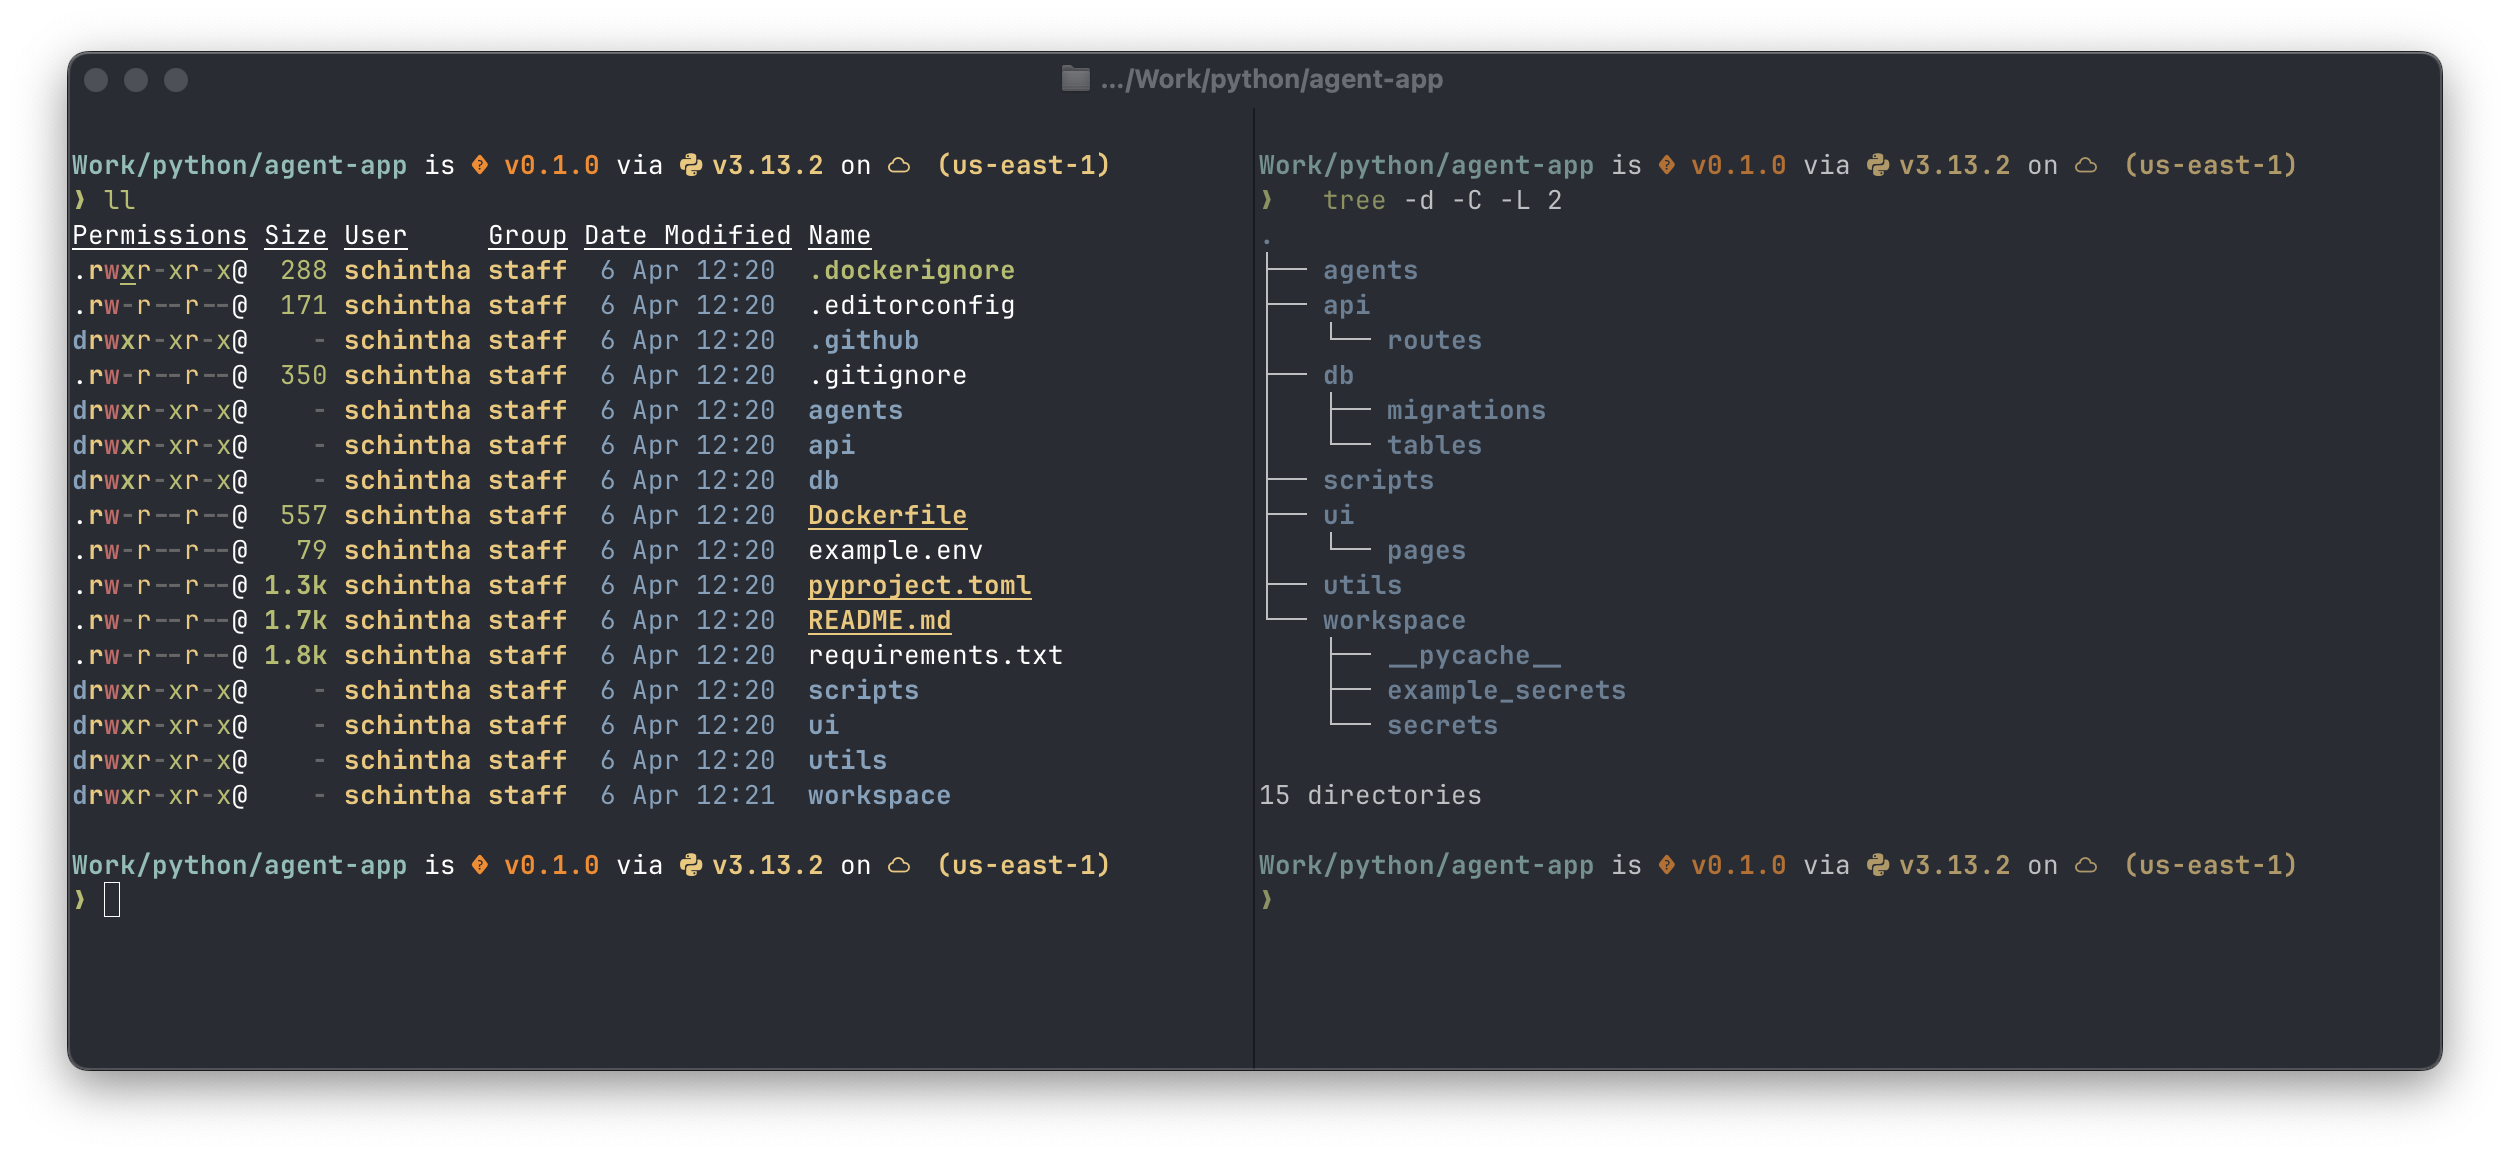 .../Work/python/agent-app
Work/python/agent-app is v0.1.0 via v3.13.2 on (us-east-1)
❱ ll
Permissions Size User Group Date Modified Name
.rwxr-xr-x@ 288 schintha staff 6 Apr 12:20 .dockerignore
.rw-r--r--@ 171 schintha staff 6 Apr 12:20 .editorconfig
drwxr-xr-x@ - schintha staff 6 Apr 12:20 .github
.rw-r--r--@ 350 schintha staff 6 Apr 12:20 .gitignore
drwxr-xr-x@ - schintha staff 6 Apr 12:20 agents
drwxr-xr-x@ - schintha staff 6 Apr 12:20 api
drwxr-xr-x@ - schintha staff 6 Apr 12:20 db
.rw-r--r--@ 557 schintha staff 6 Apr 12:20 Dockerfile
.rw-r--r--@ 79 schintha staff 6 Apr 12:20 example.env
.rw-r--r--@ 1.3k schintha staff 6 Apr 12:20 pyproject.toml
.rw-r--r--@ 1.7k schintha staff 6 Apr 12:20 README.md
.rw-r--r--@ 1.8k schintha staff 6 Apr 12:20 requirements.txt
drwxr-xr-x@ - schintha staff 6 Apr 12:20 scripts
drwxr-xr-x@ - schintha staff 6 Apr 12:20 ui
drwxr-xr-x@ - schintha staff 6 Apr 12:20 utils
drwxr-xr-x@ - schintha staff 6 Apr 12:21 workspace
Work/python/agent-app is v0.1.0 via v3.13.2 on (us-east-1)
❱
Work/python/agent-app is v0.1.0 via v3.13.2 on (us-east-1)
❱ tree -d -C -L 2
.
├── agents
├── api
│   └── routes
├── db
│   ├── migrations
│   └── tables
├── scripts
├── ui
│   └── pages
├── utils
└── workspace
    ├── __pycache__
    ├── example_secrets
    └── secrets
15 directories
Work/python/agent-app is v0.1.0 via v3.13.2 on (us-east-1)
❱